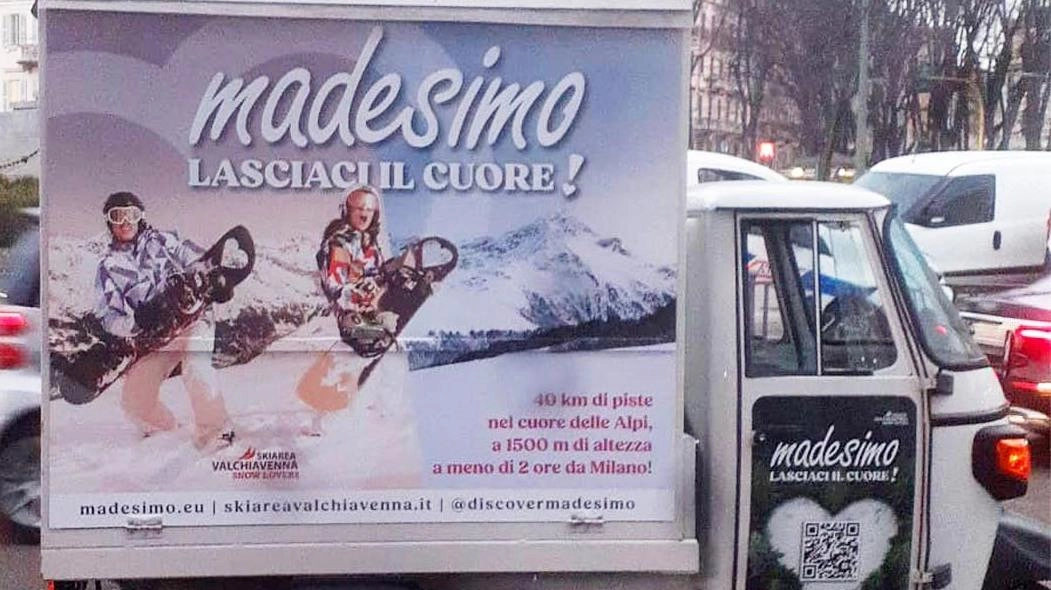 madesimo
LASCIACI IL CUORE!
40 km di piste
nel cuore delle Alpi,
a 1500 m di altezza
a meno di 2 ore da Milano!
SKIAREA
VALCHIAVENNA
SNOW LOVERS
madesimo.eu | skiareavalchiavenna.it | @discovermadesimo
madesimo
LASCIACI IL CUORE!